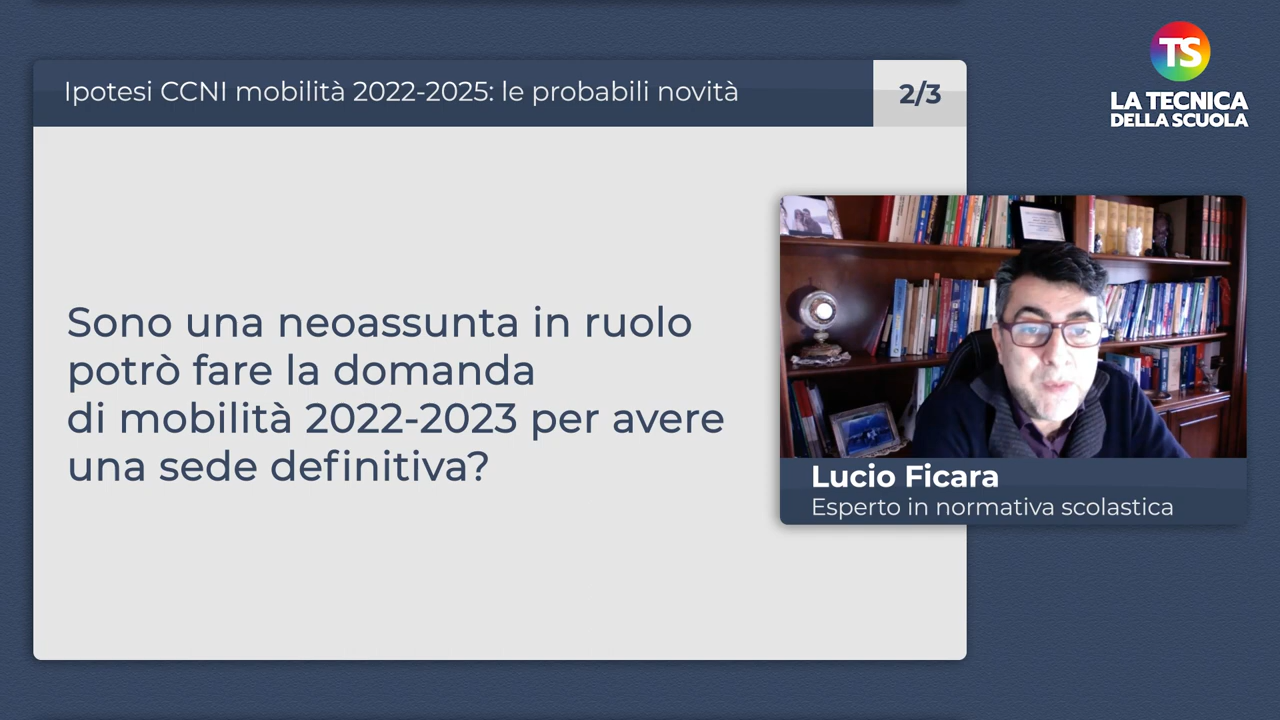 Ipotesi CCNI mobilità 2022-2025: le probabili novità
2/3
TS
LA TECNICA
DELLA SCUOLA
Sono una neoassunta in ruolo
potrò fare la domanda
di mobilità 2022-2023 per avere
una sede definitiva?
Lucio Ficara
Esperto in normativa scolastica